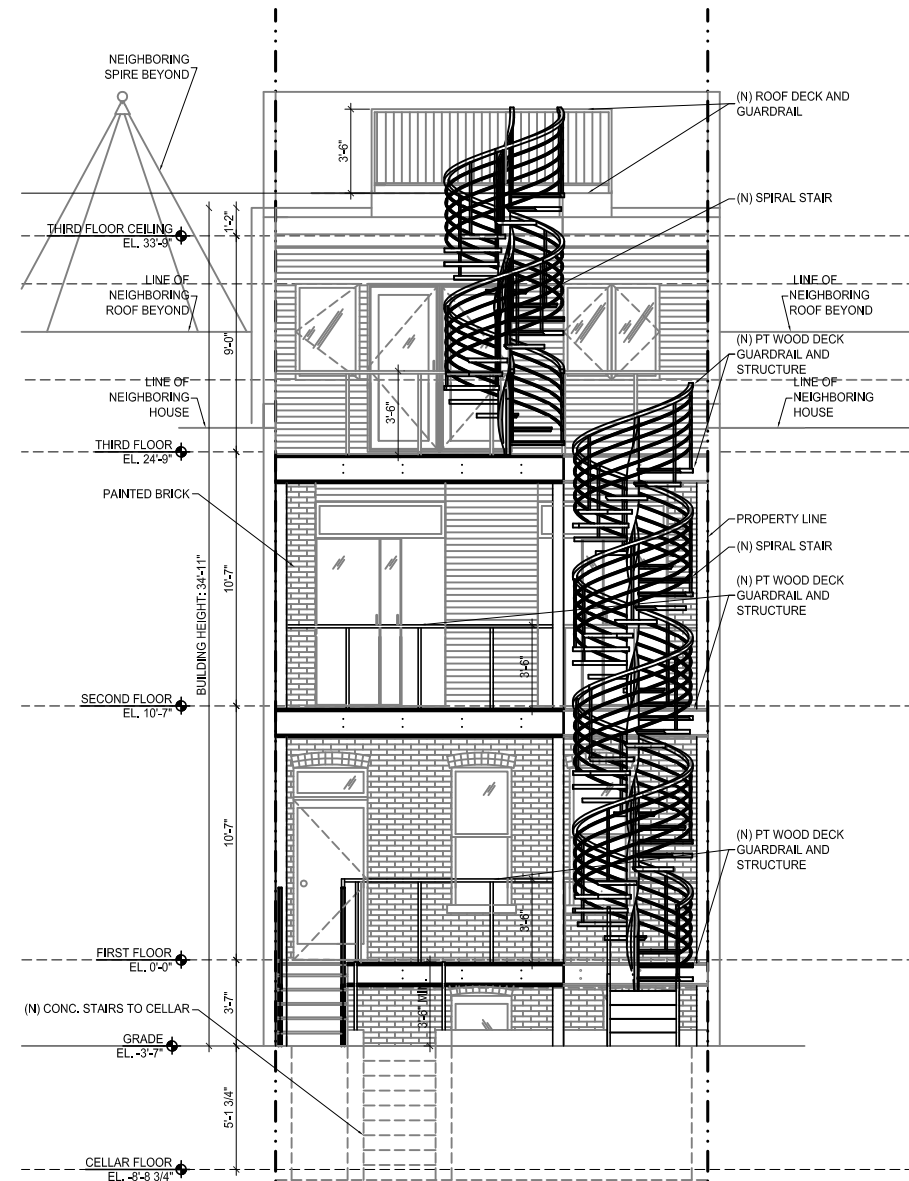 NEIGHBORING
SPIRE BEYOND
(N) ROOF DECK AND
GUARDRAIL
3'-6"
(N) SPIRAL STAIR
1'-2"
THIRD FLOOR CEILING
EL. 33'-9"
LINE OF
NEIGHBORING
ROOF BEYOND
LINE OF
NEIGHBORING
ROOF BEYOND
9'-0"
(N) PT WOOD DECK
GUARDRAIL AND
STRUCTURE
LINE OF
NEIGHBORING
HOUSE
LINE OF
NEIGHBORING
HOUSE
3'-6"
THIRD FLOOR
EL. 24'-9"
PAINTED BRICK
PROPERTY LINE
(N) SPIRAL STAIR
(N) PT WOOD DECK
GUARDRAIL AND
STRUCTURE
10'-7"
BUILDING HEIGHT: 34'-11"
3'-6"
SECOND FLOOR
EL. 10'-7"
10'-7"
(N) PT WOOD DECK
GUARDRAIL AND
STRUCTURE
3'-6"
FIRST FLOOR
EL. 0'-0"
3'-7"
3'-6" MIN.
(N) CONC. STAIRS TO CELLAR
GRADE
EL. -3'-7"
5'-1 3/4"
CELLAR FLOOR
EL. -8'-8 3/4"